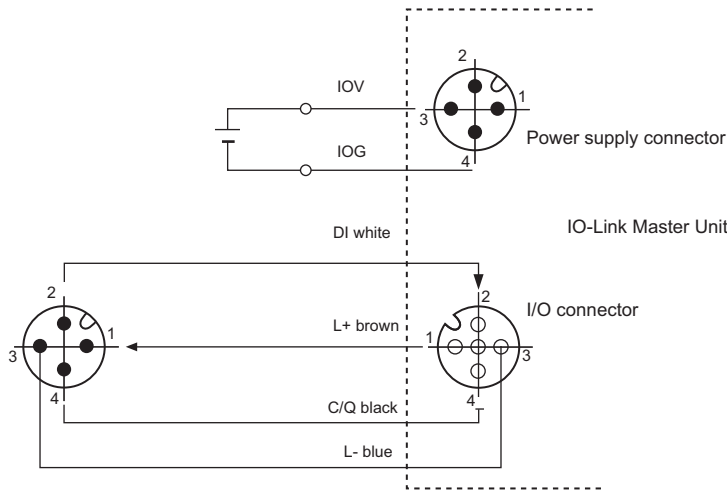 2
IOV
1
3
Power supply connector
IOG
4
IO-Link Master Unit
DI white
2
2
I/O connector
L+ brown
1
1
3
3
4
4
C/Q black
L- blue